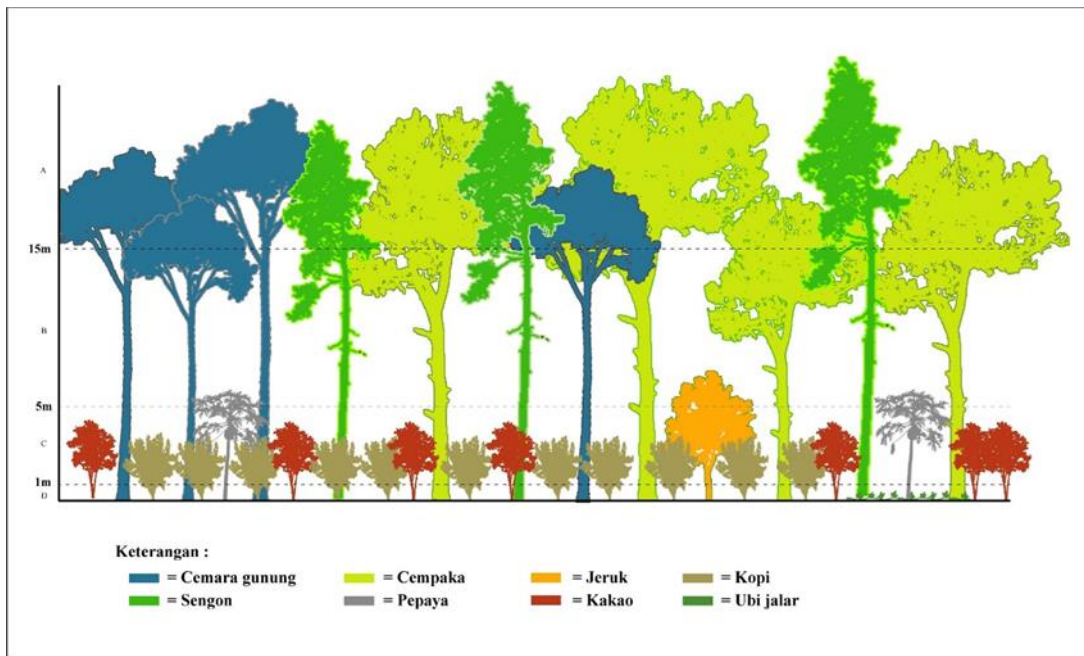 A
15m
B
5m
C
1m
D
Keterangan :
= Cemara gunung = Cempaka = Jeruk = Kopi
= Sengon = Pepaya = Kakao = Ubi jalar